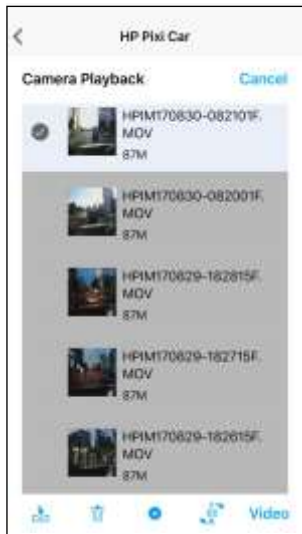 HP Pixi Car
Camera Playback Cancel
HPIM170830-082101F.
MOV
87M
HPIM170830-082001F.
MOV
87M
HPIM170829-182815F.
MOV
87M
HPIM170829-182715F.
MOV
87M
HPIM170829-182615F.
MOV
87M
Video